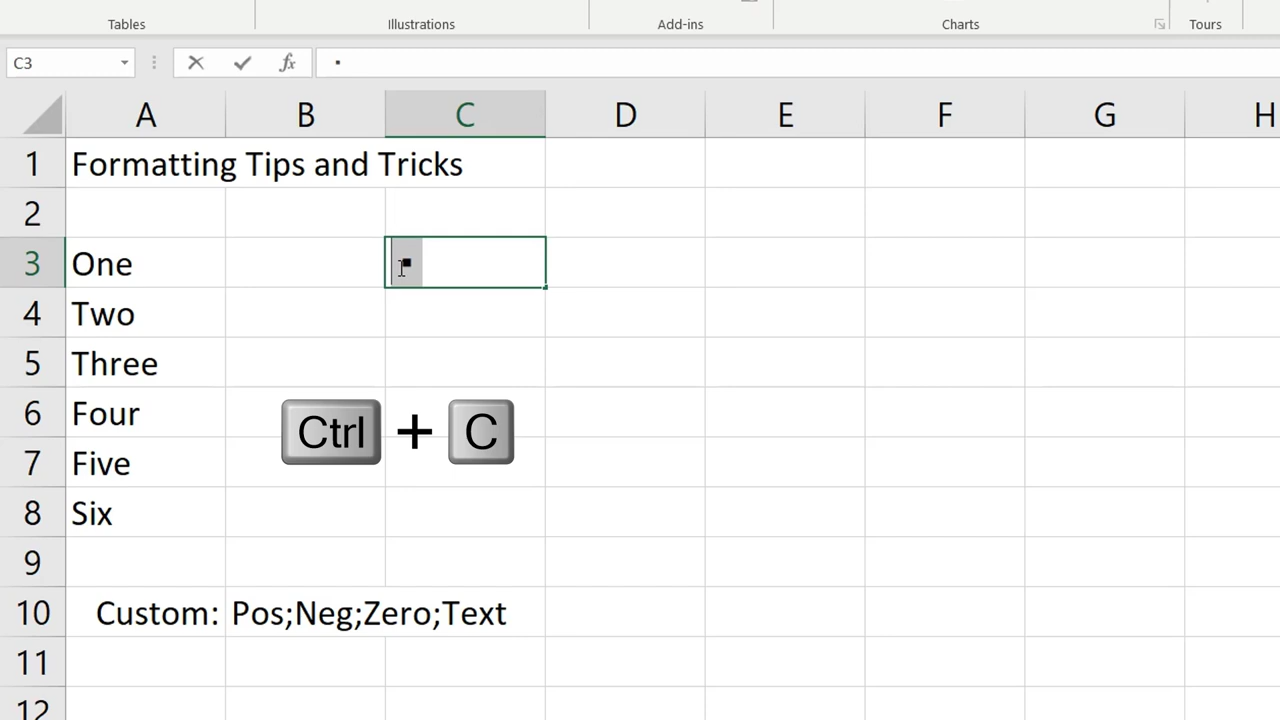 Tables Illustrations Add-ins Charts Tours
C3 fx ▪
A B C D E F G H
1 Formatting Tips and Tricks
2
3 One ▪
4 Two
5 Three
6 Four
Ctrl + C
7 Five
8 Six
9
10 Custom: Pos;Neg;Zero;Text
11
12